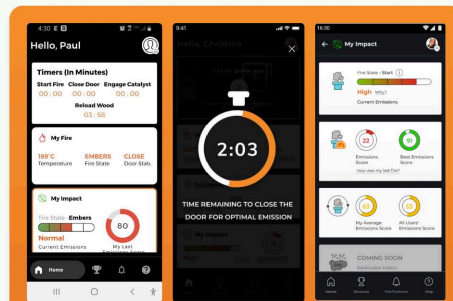 4:30
Hello, Paul
Timers (In Minutes)
Start Fire Close Door Engage Catalyst
00 : 00 00 : 00 00 : 00
Reload Wood
03 : 58
My Fire
189°C EMBERS CLOSE
Temperature Fire State Door Statu
My Impact
Fire State - Embers
Normal
Current Emissions
80
My Last
Emissions Score
Home
9:41
Hello, Christina
2:03
TIME REMAINING TO CLOSE THE
DOOR FOR OPTIMAL EMISSION
My Impact
16:30
My Impact
Fire State - Start
High Why?
Current Emissions
22 91
Emissions Best Emissions
Score Score
How was my last fire?
63 53
My Average All Users'
Emissions Score Emissions Score
COMING SOON
Home Rewards Notifications Help